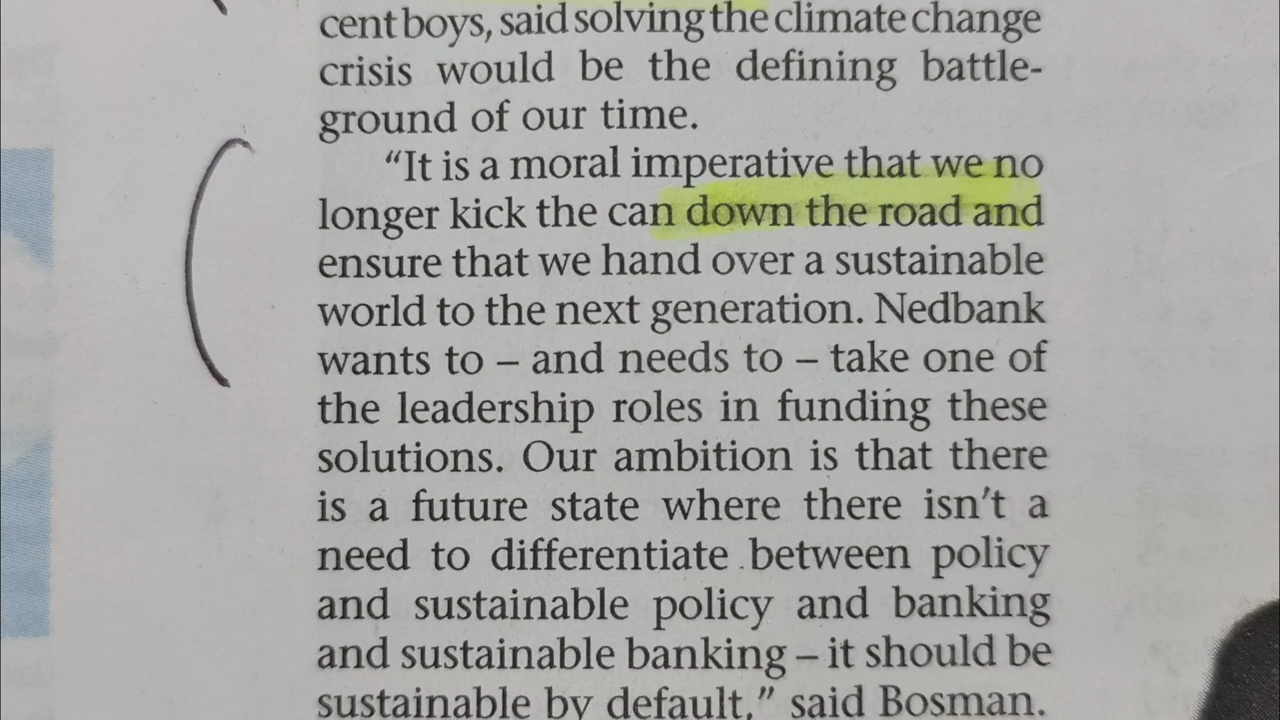 cent boys, said solving the climate change
crisis would be the defining battle-
ground of our time.
“It is a moral imperative that we no
longer kick the can down the road and
ensure that we hand over a sustainable
world to the next generation. Nedbank
wants to – and needs to – take one of
the leadership roles in funding these
solutions. Our ambition is that there
is a future state where there isn’t a
need to differentiate between policy
and sustainable policy and banking
and sustainable banking – it should be
sustainable by default,” said Bosman.